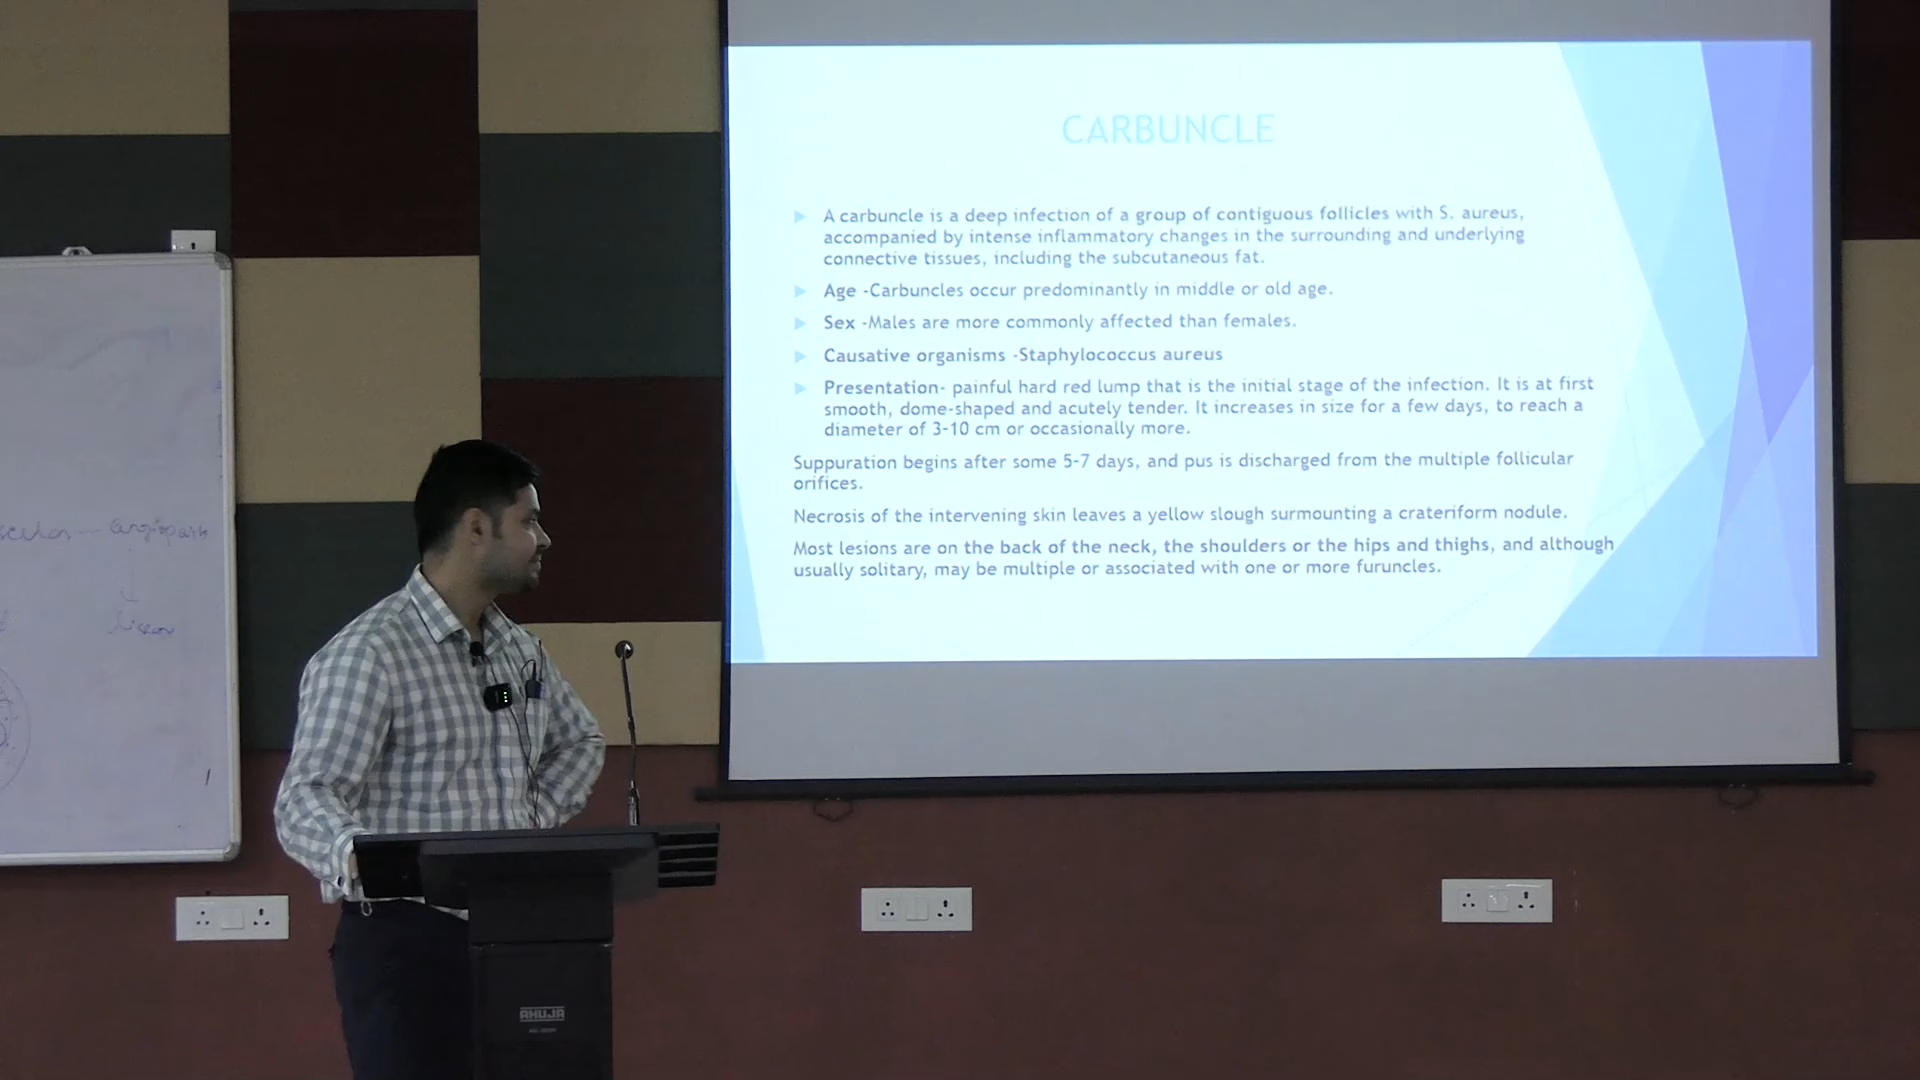 CARBUNCLE
A carbuncle is a deep infection of a group of contiguous follicles with S. aureus,
accompanied by intense inflammatory changes in the surrounding and underlying
connective tissues, including the subcutaneous fat.
Age -Carbuncles occur predominantly in middle or old age.
Sex -Males are more commonly affected than females.
Causative organisms -Staphylococcus aureus
Presentation- painful hard red lump that is the initial stage of the infection. It is at first
smooth, dome-shaped and acutely tender. It increases in size for a few days, to reach a
diameter of 3-10 cm or occasionally more.
Suppuration begins after some 5-7 days, and pus is discharged from the multiple follicular
orifices.
Necrosis of the intervening skin leaves a yellow slough surmounting a crateriform nodule.
Most lesions are on the back of the neck, the shoulders or the hips and thighs, and although
usually solitary, may be multiple or associated with one or more furuncles.
AHUJA